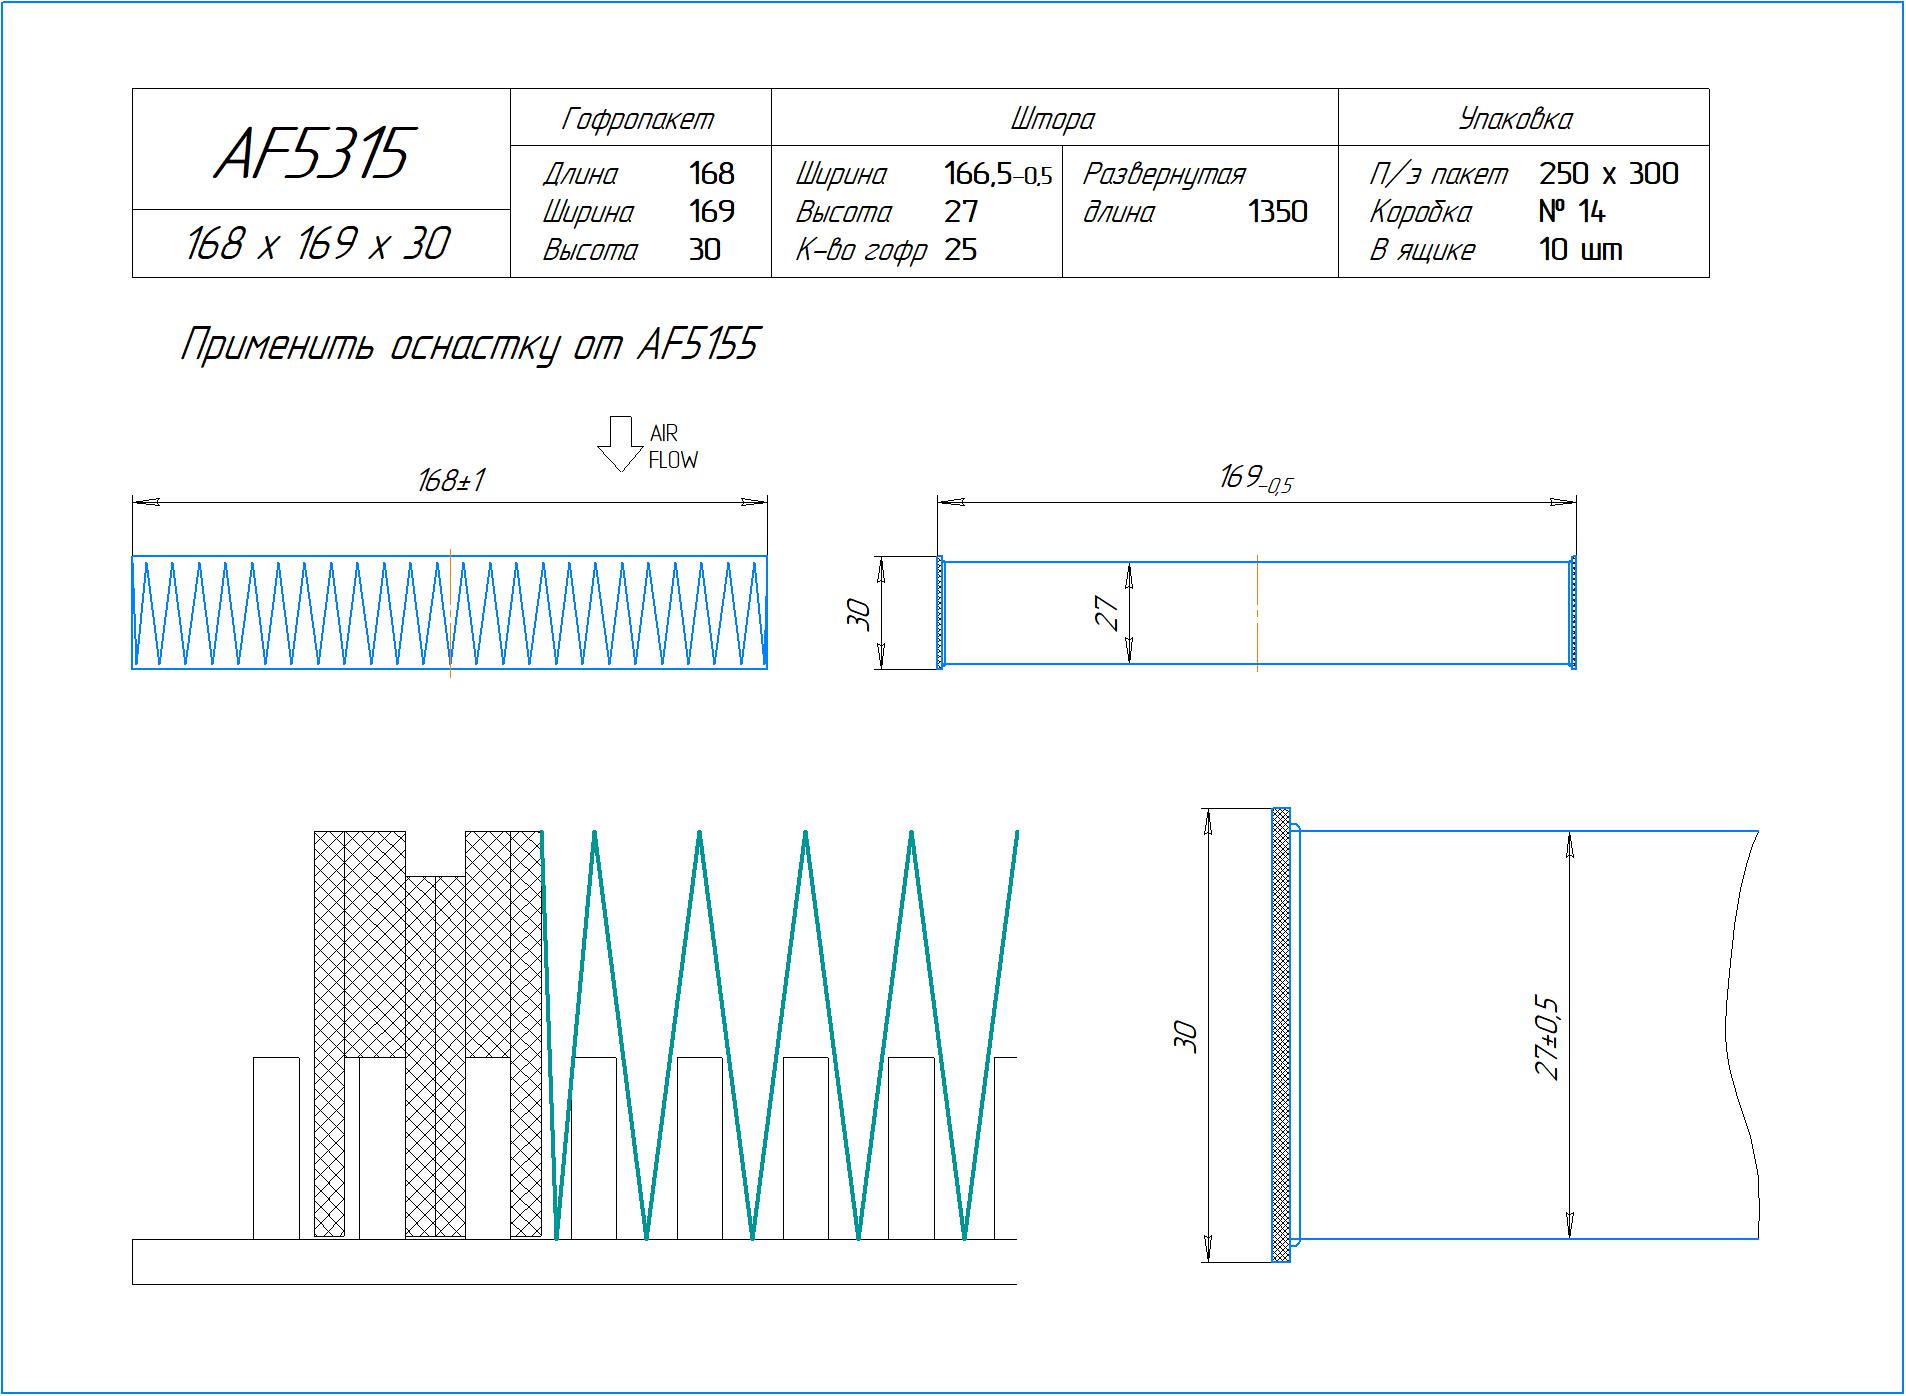 AF5315
168 х 169 х 30
Гофропакет
Длина 168
Ширина 169
Высота 30
Штора
Ширина 166,5-0,5
Высота 27
К-во гофр 25
Развернутая
длина 1350
Упаковка
П/э пакет 250 х 300
Коробка № 14
В ящике 10 шт
Применить оснастку от AF5155
AIR
FLOW
168±1
169-0,5
30
27
30
27±0,5